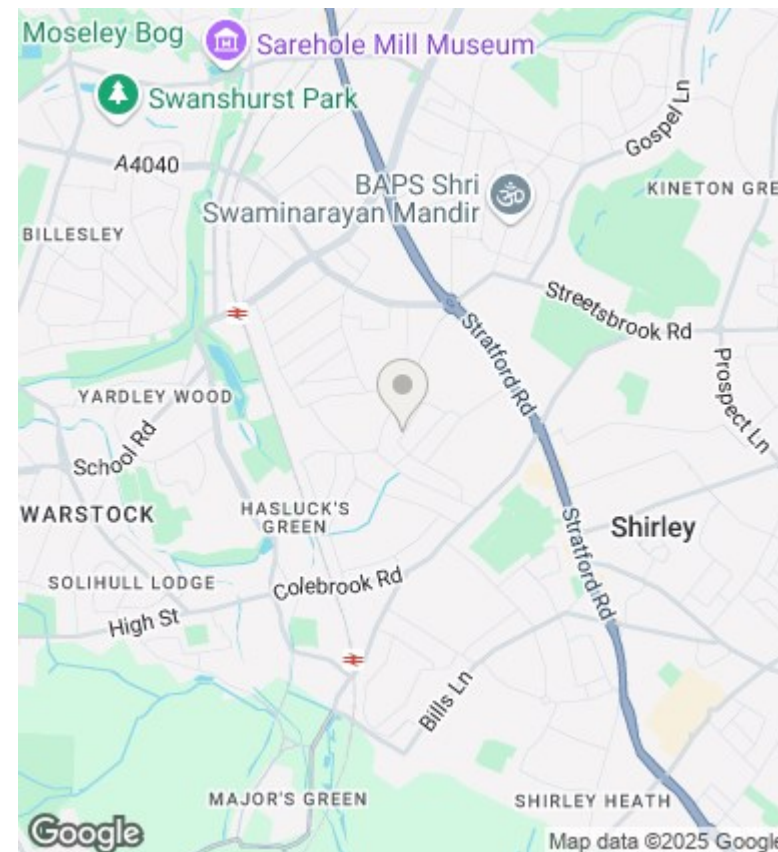 Moseley Bog
Sarehole Mill Museum
Swanshurst Park
Gospel Ln
A4040
BAPS Shri
Swaminarayan Mandir
KINETON GRE
BILLESLEY
Streetsbrook Rd
Stratford Rd
Prospect Ln
YARDLEY WOOD
School Rd
WARSTOCK
HASLUCK'S
GREEN
Stratford Rd
Shirley
SOLIHULL LODGE
Colebrook Rd
High St
Bills Ln
MAJOR'S GREEN
SHIRLEY HEATH
Google
Map data ©2025 Google